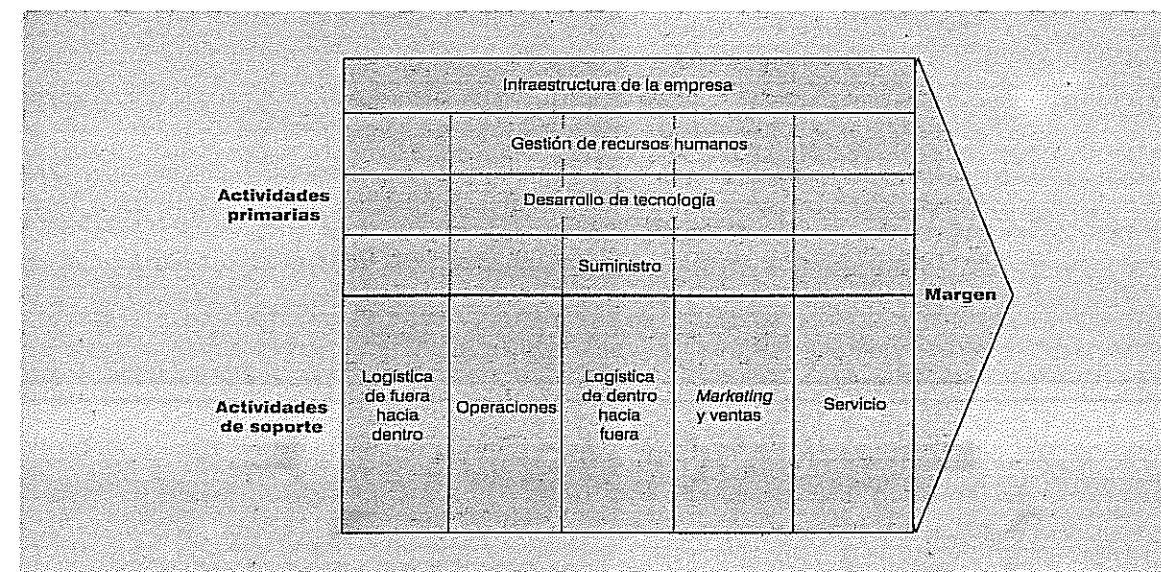 Infraestructura de la empresa
Gestión de recursos humanos
Actividades
primarias
Desarrollo de tecnología
Suministro
Margen
Actividades
de soporte
Logística
de fuera
hacia
dentro
Operaciones
Logística
de dentro
hacia
fuera
Marketing
y ventas
Servicio